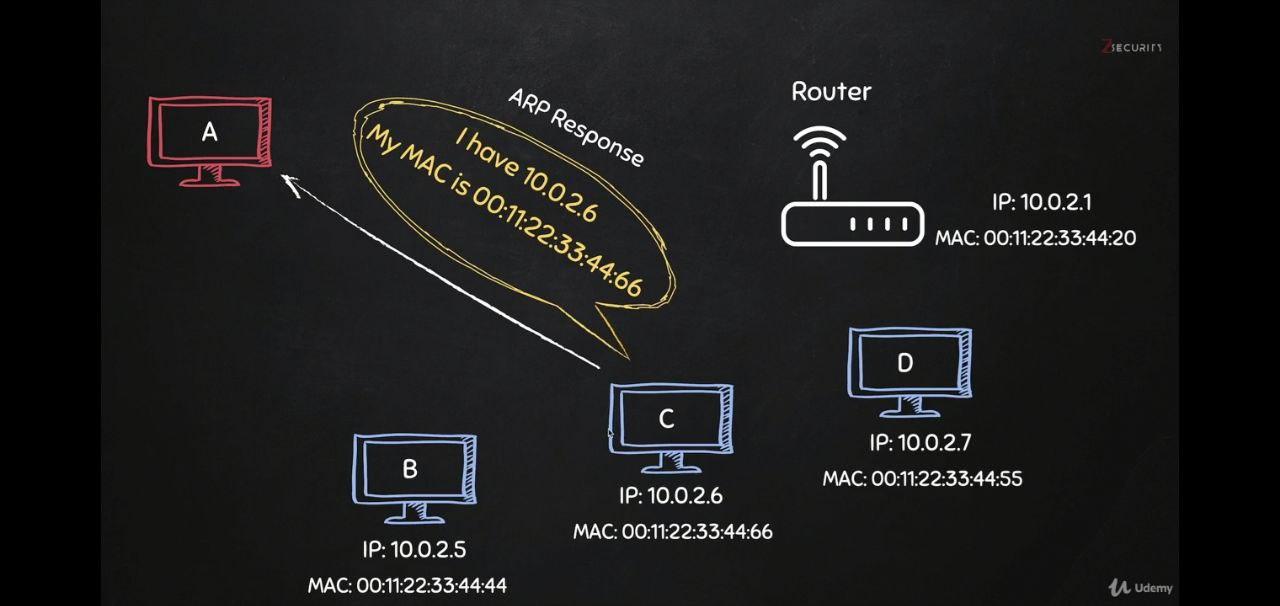 ZSECURITY
Router
A
ARP Response
I have 10.0.2.6
My MAC is 00:11:22:33:44:66
IP: 10.0.2.1
MAC: 00:11:22:33:44:20
D
IP: 10.0.2.7
MAC: 00:11:22:33:44:55
C
IP: 10.0.2.6
MAC: 00:11:22:33:44:66
B
IP: 10.0.2.5
MAC: 00:11:22:33:44:44
Udemy